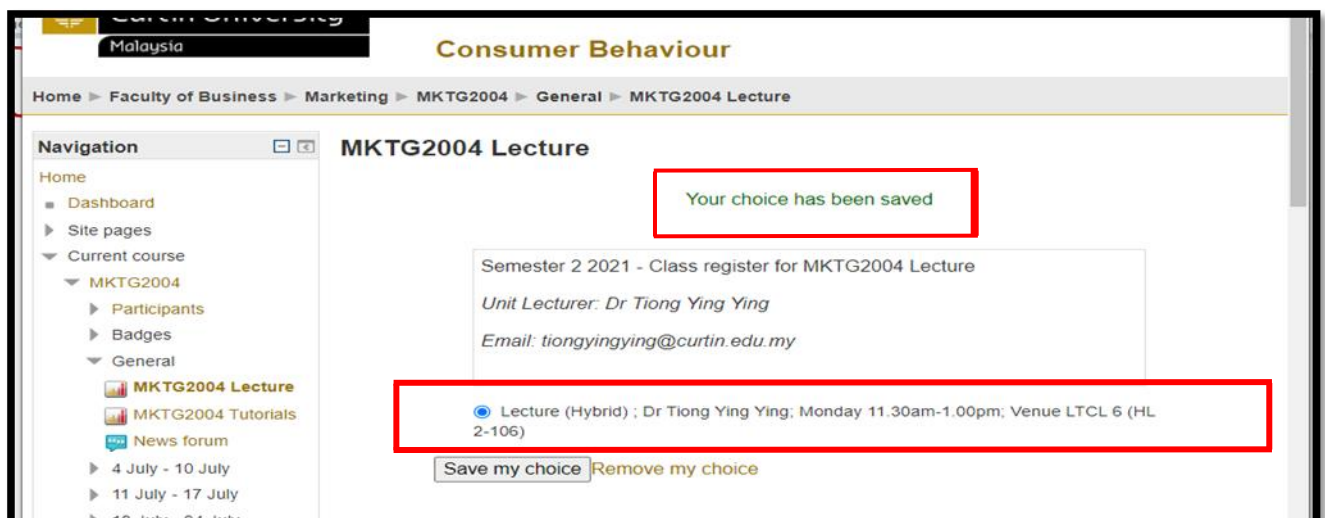 Curtin University
Malaysia
Consumer Behaviour
Home ▶ Faculty of Business ▶ Marketing ▶ MKTG2004 ▶ General ▶ MKTG2004 Lecture
Navigation
MKTG2004 Lecture
Home
Your choice has been saved
Dashboard
Site pages
Current course
MKTG2004
Participants
Badges
General
MKTG2004 Lecture
MKTG2004 Tutorials
News forum
4 July - 10 July
11 July - 17 July
Semester 2 2021 - Class register for MKTG2004 Lecture
Unit Lecturer: Dr Tiong Ying Ying
Email: tiongyingying@curtin.edu.my
Lecture (Hybrid) ; Dr Tiong Ying Ying; Monday 11.30am-1.00pm; Venue LTCL 6 (HL
2-106)
Save my choice Remove my choice